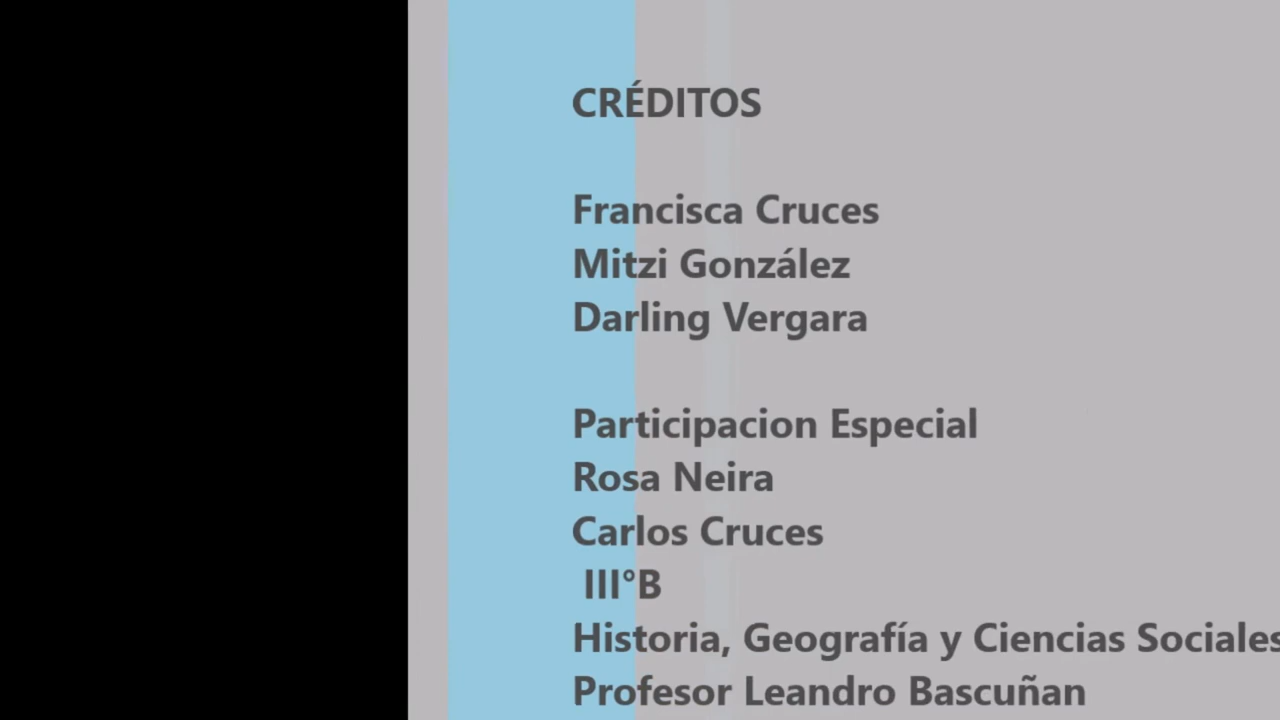 CRÉDITOS
Francisca Cruces
Mitzi González
Darling Vergara
Participacion Especial
Rosa Neira
Carlos Cruces
III°B
Historia, Geografía y Ciencias Sociales
Profesor Leandro Bascuñan